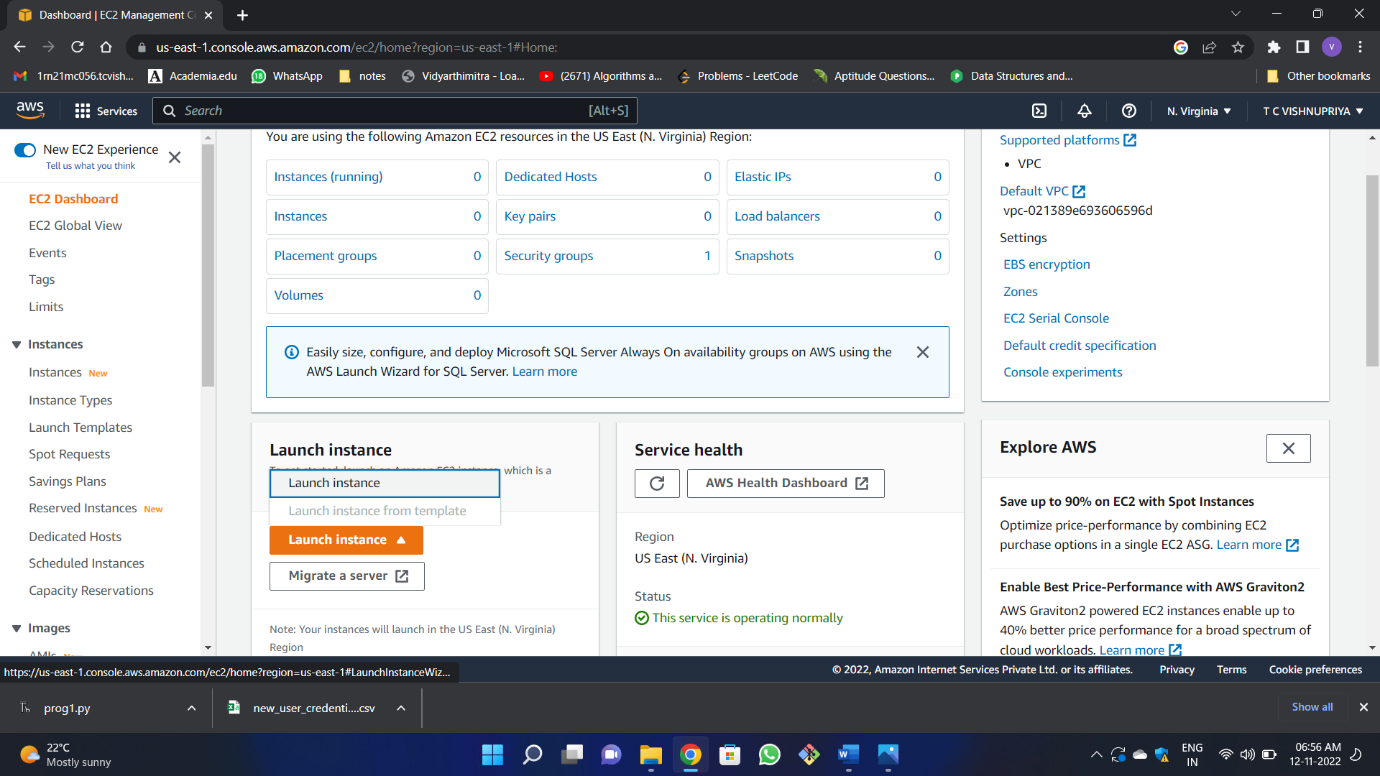 Dashboard | EC2 Management C
us-east-1.console.aws.amazon.com/ec2/home?region=us-east-1#Home:
V
1rn21mc056.tcvish...
Academia.edu
WhatsApp
notes
Vidyarthimitra - Loa...
(2671) Algorithms a...
Problems - LeetCode
Aptitude Questions...
Data Structures and...
Other bookmarks
aws
Services
Search
[Alt+S]
N. Virginia
T C VISHNUPRIYA
New EC2 Experience
Tell us what you think
EC2 Dashboard
EC2 Global View
Events
Tags
Limits
Instances
Instances New
Instance Types
Launch Templates
Spot Requests
Savings Plans
Reserved Instances New
Dedicated Hosts
Scheduled Instances
Capacity Reservations
Images
AMIs New
You are using the following Amazon EC2 resources in the US East (N. Virginia) Region:
Instances (running) 0
Dedicated Hosts 0
Elastic IPs 0
Instances 0
Key pairs 0
Load balancers 0
Placement groups 0
Security groups 1
Snapshots 0
Volumes 0
Easily size, configure, and deploy Microsoft SQL Server Always On availability groups on AWS using the
AWS Launch Wizard for SQL Server. Learn more
Launch instance
To get started, launch an Amazon EC2 instance, which is a
Launch instance
Launch instance from template
Launch instance
Migrate a server
Note: Your instances will launch in the US East (N. Virginia)
Region
Service health
AWS Health Dashboard
Region
US East (N. Virginia)
Status
This service is operating normally
Supported platforms
• VPC
Default VPC
vpc-021389e693606596d
Settings
EBS encryption
Zones
EC2 Serial Console
Default credit specification
Console experiments
Explore AWS
Save up to 90% on EC2 with Spot Instances
Optimize price-performance by combining EC2
purchase options in a single EC2 ASG. Learn more
Enable Best Price-Performance with AWS Graviton2
AWS Graviton2 powered EC2 instances enable up to
40% better price performance for a broad spectrum of
cloud workloads. Learn more
https://us-east-1.console.aws.amazon.com/ec2/home?region=us-east-1#LaunchInstanceWiz...
© 2022, Amazon Internet Services Private Ltd. or its affiliates.
Privacy
Terms
Cookie preferences
prog1.py
new_user_credenti....csv
Show all
22°C
Mostly sunny
ENG
IN
06:56 AM
12-11-2022